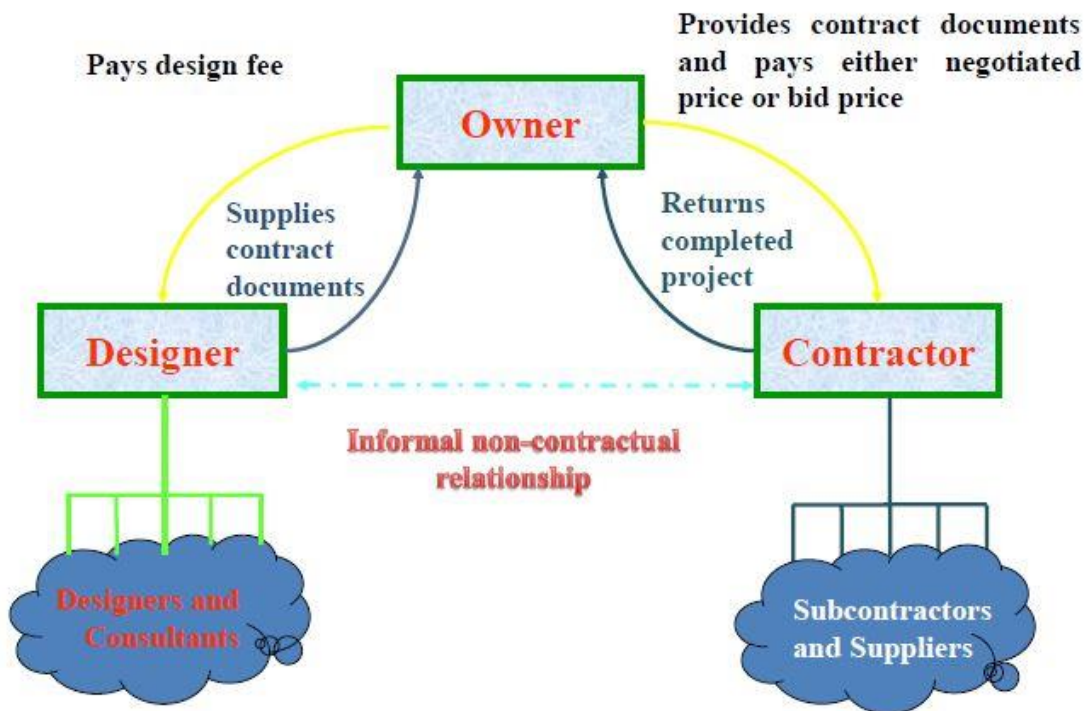 Pays design fee
Provides contract documents
and pays either negotiated
price or bid price
Owner
Supplies
contract
documents
Returns
completed
project
Designer
Contractor
Informal non-contractual
relationship
Designers and
Consultants
Subcontractors
and Suppliers